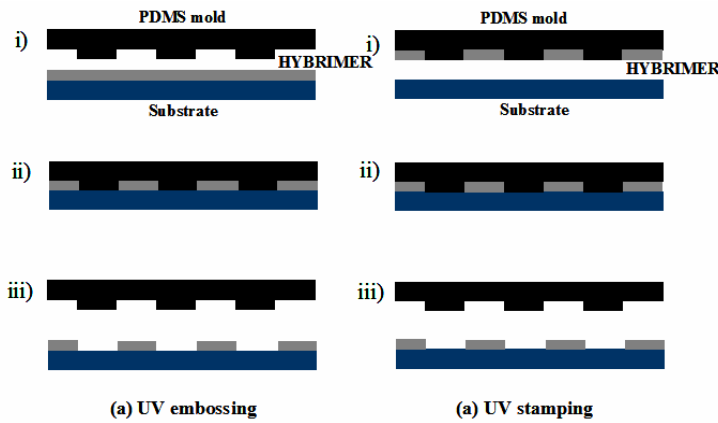 PDMS mold
i)
HYBRIMER
Substrate
ii)
iii)
(a) UV embossing
PDMS mold
i)
HYBRIMER
Substrate
ii)
iii)
(a) UV stamping